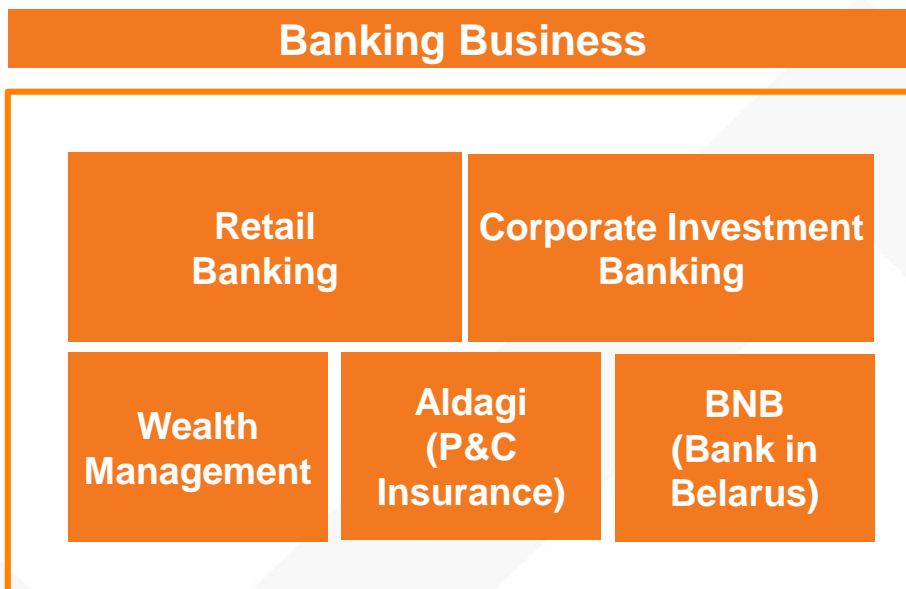 Banking Business
Retail
Banking
Corporate Investment
Banking
Wealth
Management
Aldagi
(P&C
Insurance)
BNB
(Bank in
Belarus)